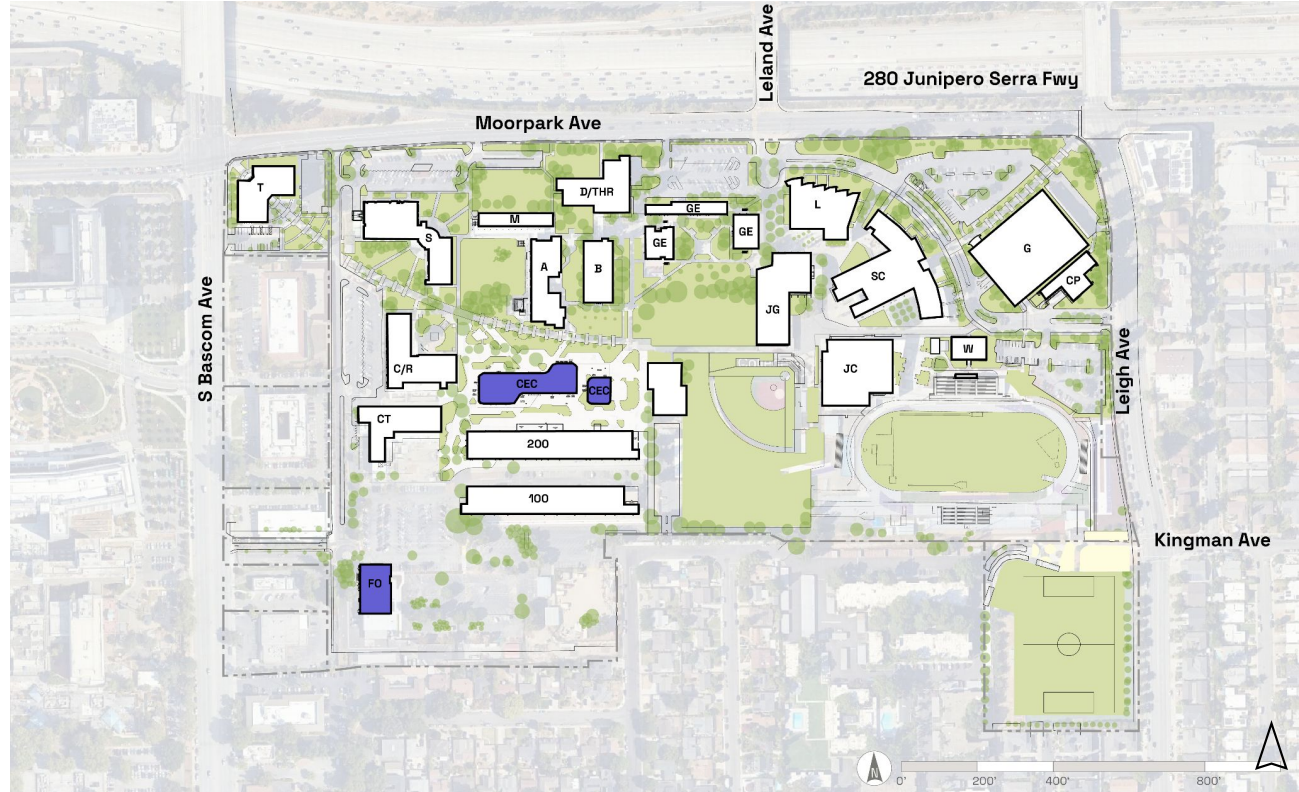 Leland Ave
280 Junipero Serra Fwy
Moorpark Ave
T
D/THR
GE
L
M
S
GE
GE
G
A
B
SC
CP
JG
S Bascom Ave
W
C/R
JC
Leigh Ave
CEC
CEC
CT
200
100
Kingman Ave
FO
N
0'
200'
400'
800'